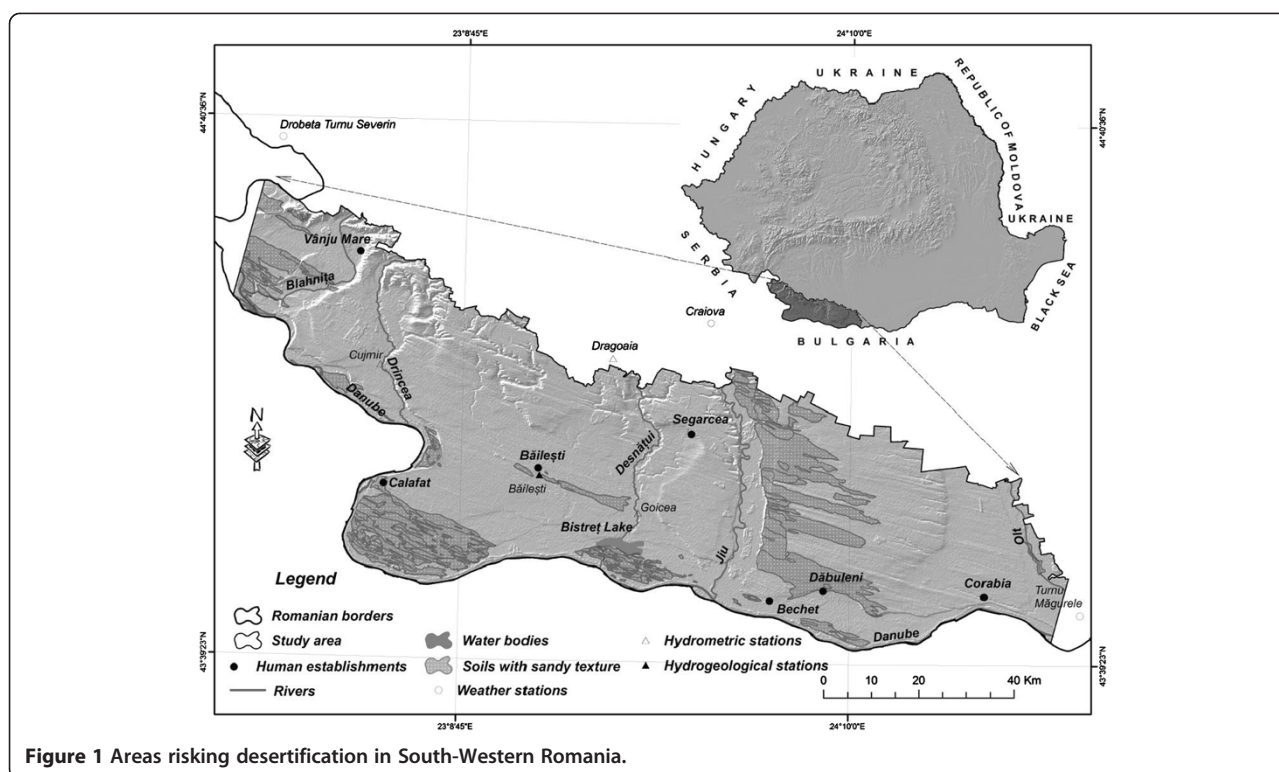 23°8'45"E
24°10'0"E
44°40'36"N
44°40'36"N
Drobeta Turnu Severin
UKRAINE
REPUBLIC OF MOLDOVA
HUNGARY
UKRAINE
SERBIA
BLACK SEA
BULGARIA
Vânju Mare
Blahnița
Craiova
Cujmir
Drincea
Dragoaia
Danube
N
Segarcea
Desnățui
Băilești
Băilești
Calafat
Goicea
Bistreț Lake
Jiu
Olt
Dăbuleni
Corabia
Bechet
Turnu
Măgurele
Danube
43°39'23"N
43°39'23"N
Legend
Romanian borders
Study area
Human establishments
Rivers
Water bodies
Soils with sandy texture
Weather stations
Hydrometric stations
Hydrogeological stations
0 10 20 40 Km
23°8'45"E
24°10'0"E
Figure 1 Areas risking desertification in South-Western Romania.